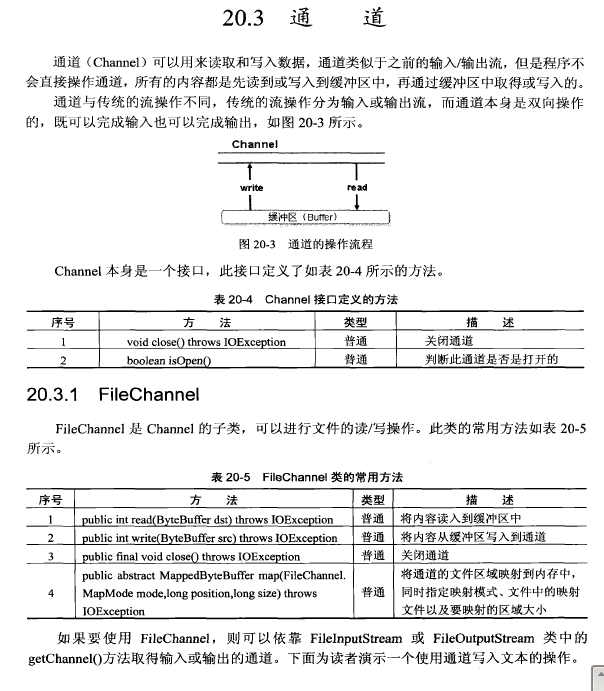 20.3 通 道
通道（Channel）可以用来读取和写入数据，通道类似于之前的输入/输出流，但是程序不
会直接操作通道，所有的内容都是先读到或写入到缓冲区中，再通过缓冲区中取得或写入的。
通道与传统的流操作不同，传统的流操作分为输入或输出流，而通道本身是双向操作
的，既可以完成输入也可以完成输出，如图 20-3 所示。
Channel
write read
缓冲区（Buffer）
图 20-3 通道的操作流程
Channel 本身是一个接口，此接口定义了如表 20-4 所示的方法。
表 20-4 Channel 接口定义的方法
序号 方 法 类型 描 述
1 void close() throws IOException 普通 关闭通道
2 boolean isOpen() 普通 判断此通道是否是打开的
20.3.1 FileChannel
FileChannel 是 Channel 的子类，可以进行文件的读/写操作。此类的常用方法如表 20-5
所示。
表 20-5 FileChannel 类的常用方法
序号 方 法 类型 描 述
1 public int read(ByteBuffer dst) throws IOException 普通 将内容读入到缓冲区中
2 public int write(ByteBuffer src) throws IOException 普通 将内容从缓冲区写入到通道
3 public final void close() throws IOException 普通 关闭通道
public abstract MappedByteBuffer map(FileChannel. 将通道的文件区域映射到内存中，
4 MapMode mode,long position,long size) throws 普通 同时指定映射模式、文件中的映射
IOException 文件以及要映射的区域大小
如果要使用 FileChannel，则可以依靠 FileInputStream 或 FileOutputStream 类中的
getChannel()方法取得输入或输出的通道。下面为读者演示一个使用通道写入文本的操作。